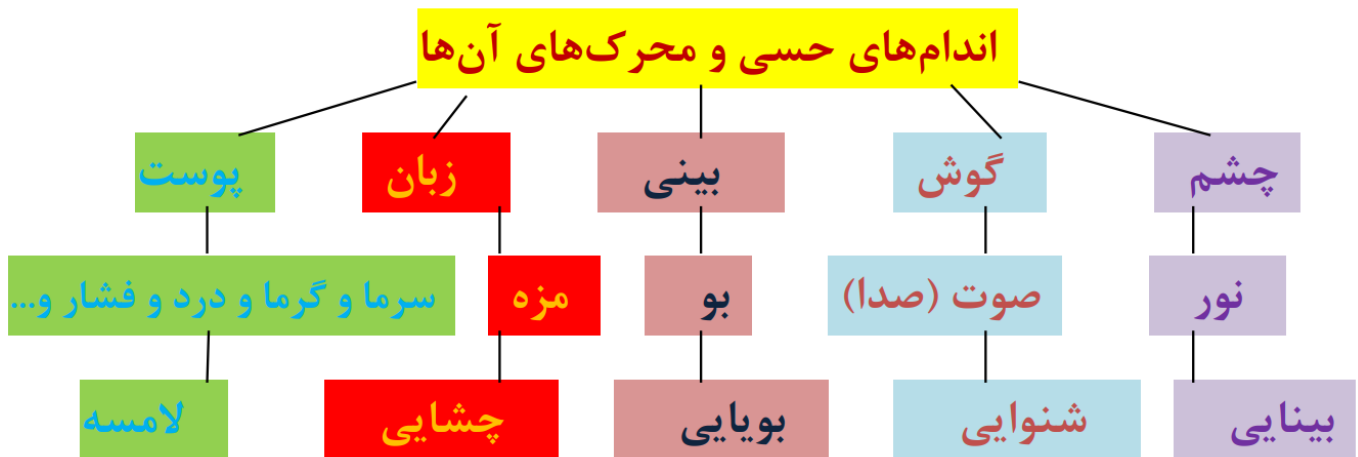 اندام‌های حسی و محرک‌های آن‌ها
چشم گوش بینی زبان پوست
نور صوت (صدا) بو مزه سرما و گرما و درد و فشار و...
بینایی شنوایی بویایی چشایی لامسه